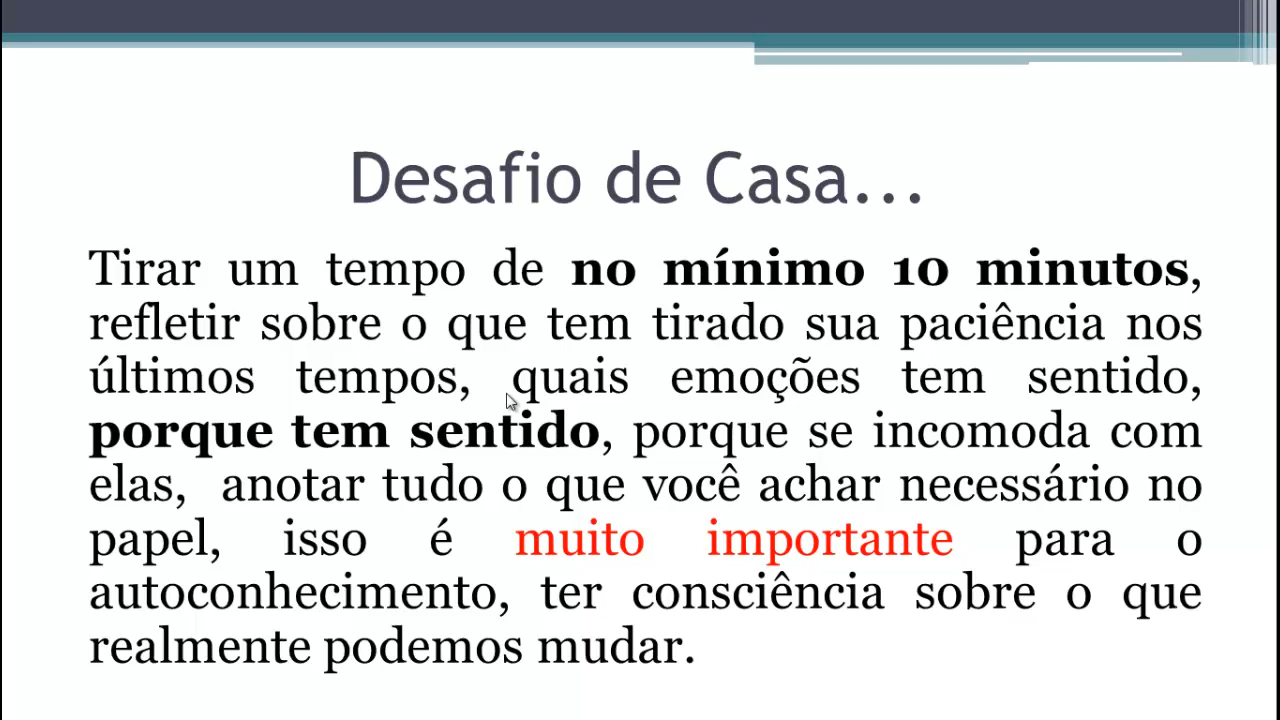 Desafio de Casa...
Tirar um tempo de no mínimo 10 minutos,
refletir sobre o que tem tirado sua paciência nos
últimos tempos, quais emoções tem sentido,
porque tem sentido, porque se incomoda com
elas, anotar tudo o que você achar necessário no
papel, isso é muito importante para o
autoconhecimento, ter consciência sobre o que
realmente podemos mudar.